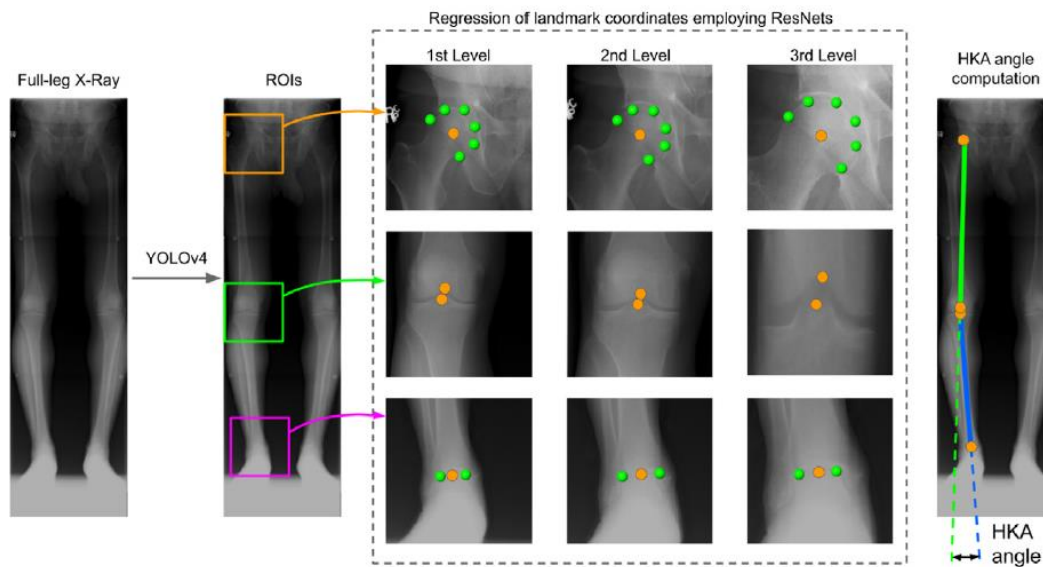 Regression of landmark coordinates employing ResNets
Full-leg X-Ray
ROIs
1st Level
2nd Level
3rd Level
HKA angle
computation
YOLOv4
HKA
angle